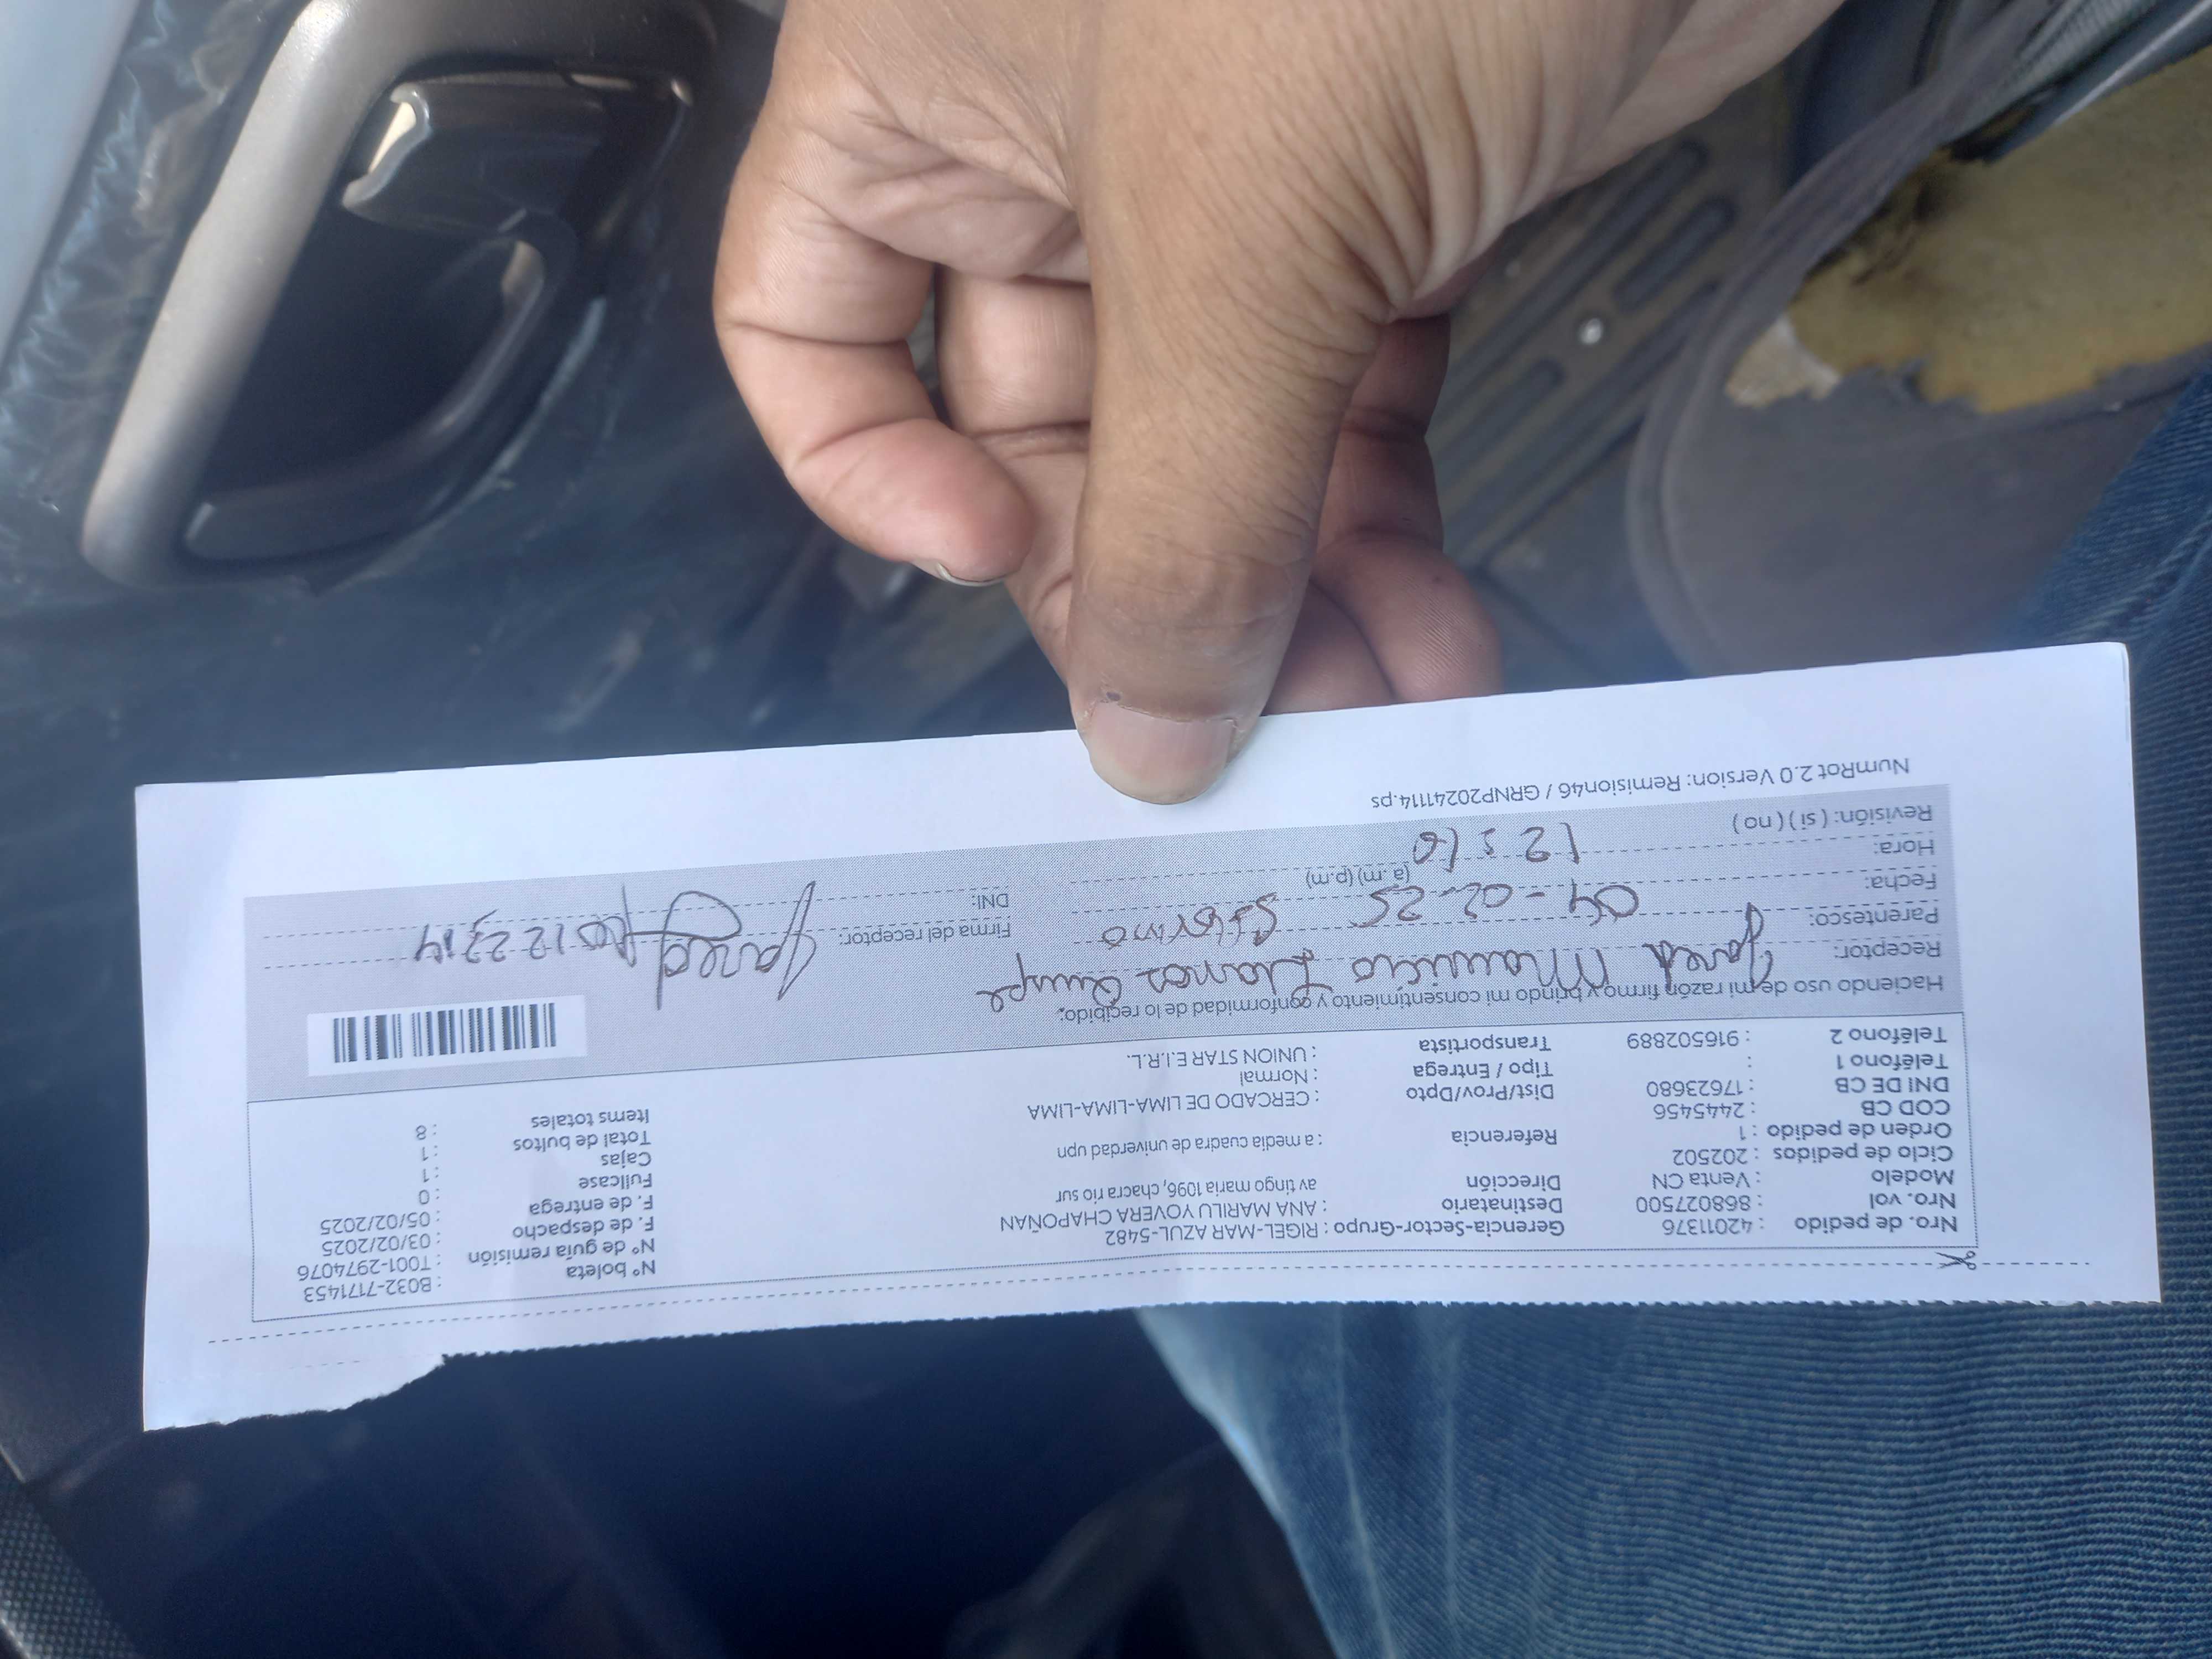 Nro. de pedido : 42011376 Gerencia-Sector-Grupo : RIGEL-MAR AZUL-5482 N° boleta : B032-7171453
Nro. vol : 868027500 Destinatario : ANA MARILU YOVERA CHAPOÑAN N° de guía remisión : T001-2974076
Modelo : Venta CN Dirección av tingo maria 1096, chacra rio sur F. de despacho : 03/02/2025
Ciclo de pedidos : 202502 F. de entrega : 05/02/2025
Orden de pedido : 1 Referencia : a media cuadra de univerdad upn Fullcase : 0
COD CB : 2445456 Cajas : 1
DNI DE CB : 17623680 Dist/Prov/Dpto : CERCADO DE LIMA-LIMA-LIMA Total de bultos : 1
Teléfono 1 : Tipo / Entrega : Normal Items totales : 8
Teléfono 2 : 916502889 Transportista : UNION STAR E.I.R.L.
Haciendo uso de mi razón firmo y brindo mi consentimiento y conformidad de lo recibido:
Receptor: Jared Mauricio Llanos Quispe
Parentesco: Firma del receptor: Jared
Fecha: 04-02-25 DNI:
Hora: 12:10 (a.m) (p.m)
Revisión: ( si ) ( no )
NumRot 2.0 Version: Remision46 / GRNP20241114.ps